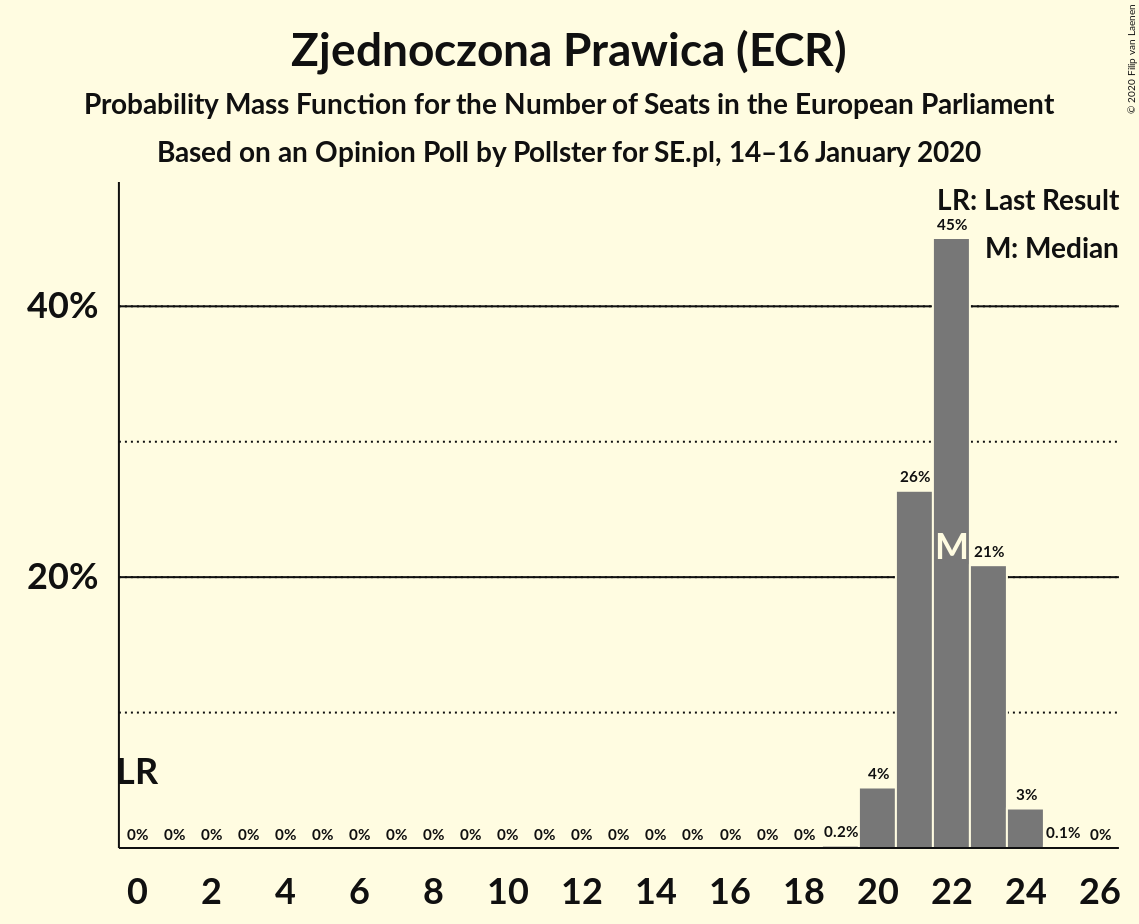 Zjednoczona Prawica (ECR)
Probability Mass Function for the Number of Seats in the European Parliament
Based on an Opinion Poll by Pollster for SE.pl, 14–16 January 2020
© 2020 Filip van Laenen
LR: Last Result
M: Median
45%
40%
26%
M
21%
20%
LR
4%
3%
0% 0% 0% 0% 0% 0% 0% 0% 0% 0% 0% 0% 0% 0% 0% 0% 0% 0% 0% 0.2% 0.1% 0%
0 2 4 6 8 10 12 14 16 18 20 22 24 26